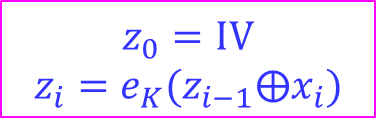 z₀ = IV
zᵢ = e_K(zᵢ₋₁⊕xᵢ)